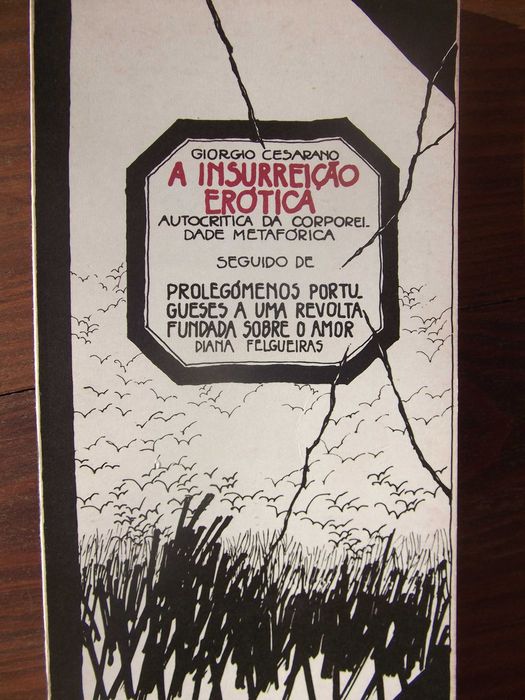 GIORGIO CESARANO
A INSURREIÇÃO
ERÓTICA
AUTOCRÍTICA DA CORPOREI-
DADE METAFÓRICA
SEGUIDO DE
PROLEGÓMENOS PORTU-
GUESES A UMA REVOLTA
FUNDADA SOBRE O AMOR
DIANA FELGUEIRAS